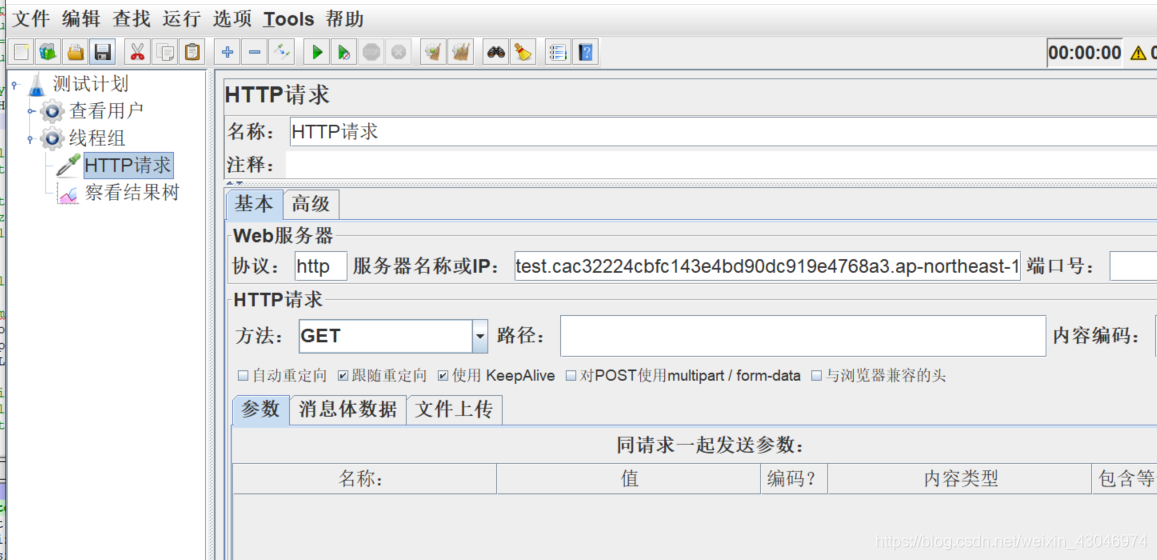 文件 编辑 查找 运行 选项 Tools 帮助
00:00:00
测试计划
查看用户
线程组
HTTP请求
察看结果树
HTTP请求
名称： HTTP请求
注释：
基本 高级
Web服务器
协议： http 服务器名称或IP： test.cac32224cbfc143e4bd90dc919e4768a3.ap-northeast-1 端口号：
HTTP请求
方法： GET 路径： 内容编码：
自动重定向 跟随重定向 使用 KeepAlive 对POST使用multipart / form-data 与浏览器兼容的头
参数 消息体数据 文件上传
同请求一起发送参数：
名称： 值 编码？ 内容类型 包含等
https://blog.csdn.net/weixin_43046974